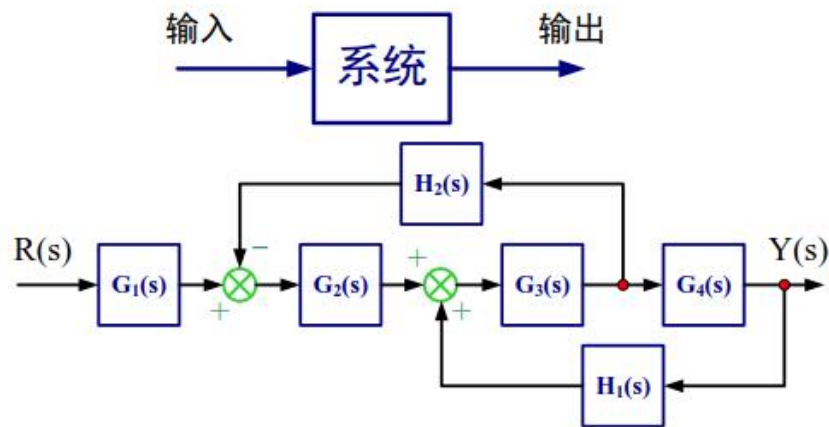 输入
系统
输出
H₂(s)
R(s)
G₁(s)
−
+
G₂(s)
+
+
G₃(s)
G₄(s)
Y(s)
H₁(s)